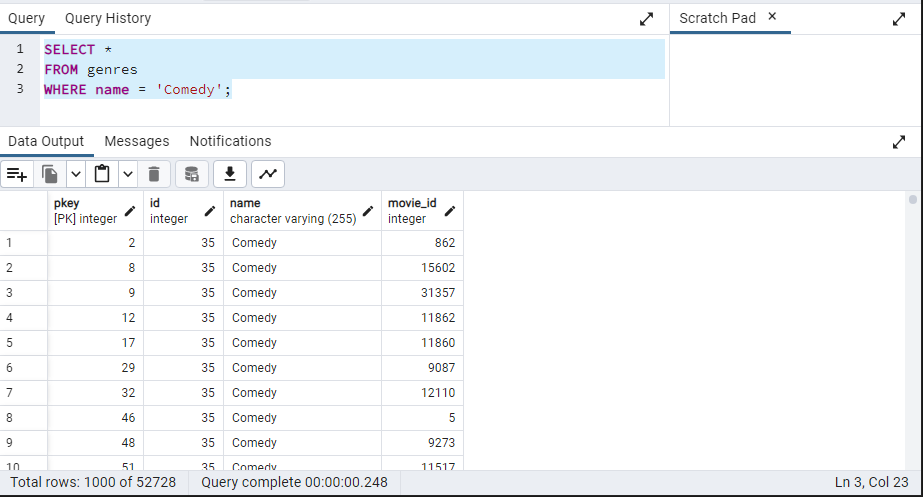 Query Query History Scratch Pad ×
1 SELECT *
2 FROM genres
3 WHERE name = 'Comedy';
Data Output Messages Notifications
pkey id name movie_id
[PK] integer integer character varying (255) integer
1 2 35 Comedy 862
2 8 35 Comedy 15602
3 9 35 Comedy 31357
4 12 35 Comedy 11862
5 17 35 Comedy 11860
6 29 35 Comedy 9087
7 32 35 Comedy 12110
8 46 35 Comedy 5
9 48 35 Comedy 9273
10 51 35 Comedy 11517
Total rows: 1000 of 52728 Query complete 00:00:00.248 Ln 3, Col 23